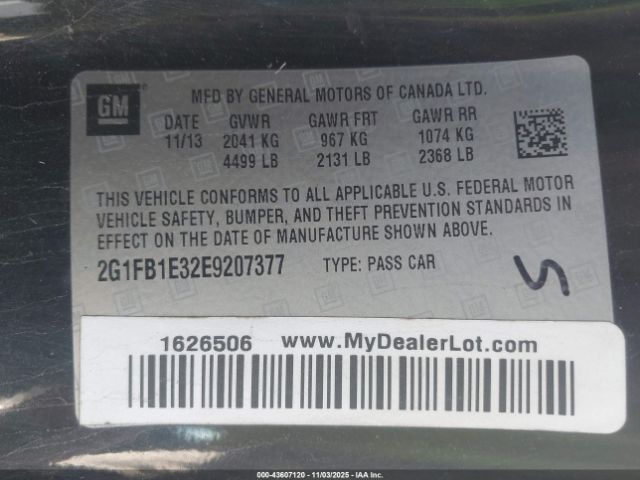 GM
MFD BY GENERAL MOTORS OF CANADA LTD.
DATE GVWR GAWR FRT GAWR RR
11/13 2041 KG 967 KG 1074 KG
4499 LB 2131 LB 2368 LB
THIS VEHICLE CONFORMS TO ALL APPLICABLE U.S. FEDERAL MOTOR
VEHICLE SAFETY, BUMPER, AND THEFT PREVENTION STANDARDS IN
EFFECT ON THE DATE OF MANUFACTURE SHOWN ABOVE.
2G1FB1E32E9207377 TYPE: PASS CAR
1626506 www.MyDealerLot.com
000-43607120 - 11/03/2025 - IAAI.COM